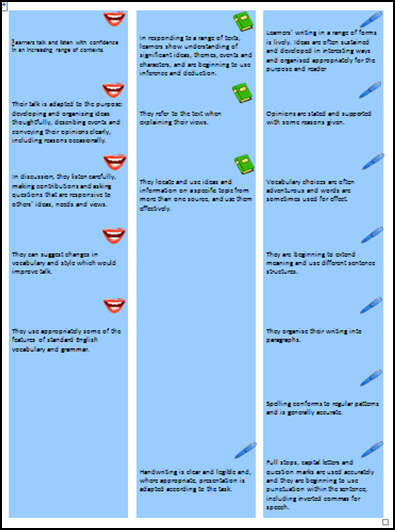 Learners talk and listen with confidence
in an increasing range of contexts.
Their talk is adapted to the purpose:
developing and organising ideas
thoughtfully, describing events and
conveying their opinions clearly,
including reasons occasionally.
In discussion, they listen carefully,
making contributions and asking
questions that are responsive to
others' ideas, needs and views.
They can suggest changes in
vocabulary and style which would
improve talk.
They use appropriately some of the
features of standard English
vocabulary and grammar.
In responding to a range of texts,
learners show understanding of
significant ideas, themes, events and
characters, and are beginning to use
inference and deduction.
They refer to the text when
explaining their views.
They locate and use ideas and
information on a specific topic from
more than one source, and use them
effectively.
Handwriting is clear and legible and,
where appropriate, presentation is
adapted according to the task.
Learners' writing in a range of forms
is lively. Ideas are often sustained
and developed in interesting ways
and organised appropriately for the
purpose and reader
Opinions are stated and supported
with some reasons given.
Vocabulary choices are often
adventurous and words are
sometimes used for effect.
They are beginning to extend
meaning and use different sentence
structures.
They organise their writing into
paragraphs.
Spelling conforms to regular patterns
and is generally accurate.
Full stops, capital letters and
question marks are used accurately
and they are beginning to use
punctuation within the sentence,
including inverted commas for
speech.